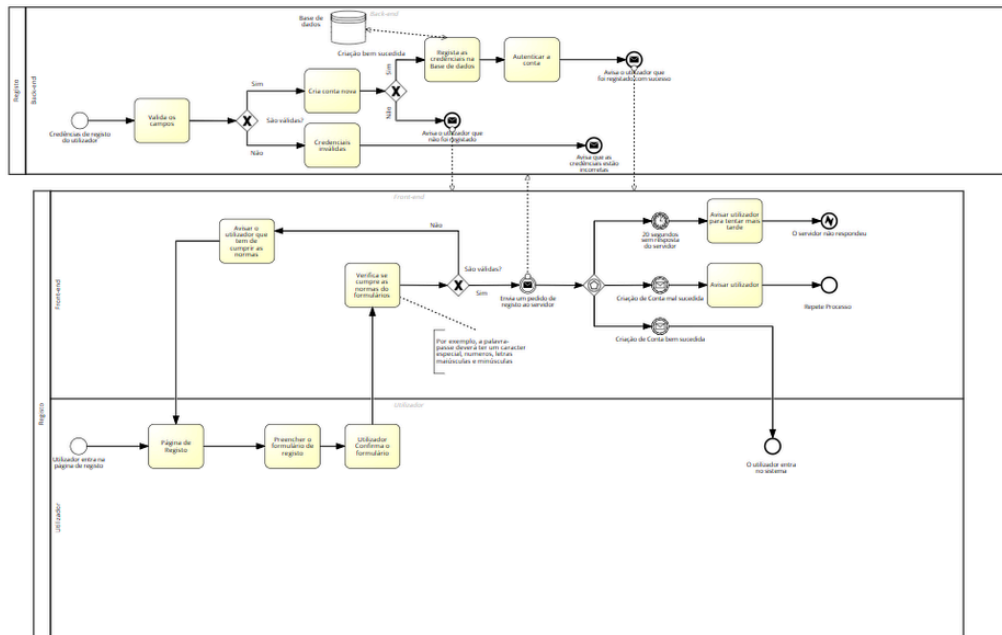 Back-end
Base de
dados
Registo
Back-end
Criação bem sucedida
Regista as
credênciais na
Base de dados
Autenticar a
conta
Avisa o utilizador que
foi registado com sucesso
Sim
Cria conta nova
Sim
Não
Valida os
campos
São válidas?
Credências de registo
do utilizador
Avisa o utilizador que
não foi registado
Não
Credenciais
inválidas
Avisa que as
credênciais estão
incorretas
Front-end
Registo
Front-end
Avisar o
utilizador que
tem de
cumprir as
normas
Não
Avisar utilizador
para tentar mais
tarde
20 segundos
sem resposta
do servidor
O servidor não respondeu
Verifica se
cumpre as
normas do
formulários
São válidas?
Sim
Envia um pedido de
registo ao servidor
Criação de Conta mal sucedida
Avisar utilizador
Repete Processo
Criação de Conta bem sucedida
Por exemplo, a palavra-
passe deverá ter um caracter
especial, numeros, letras
maiúsculas e minúsculas
Utilizador
Utilizador
Utilizador entra na
página de registo
Página de
Registo
Preencher o
formulário de
registo
Utilizador
Confirma o
formulário
O utilizador entra
no sistema